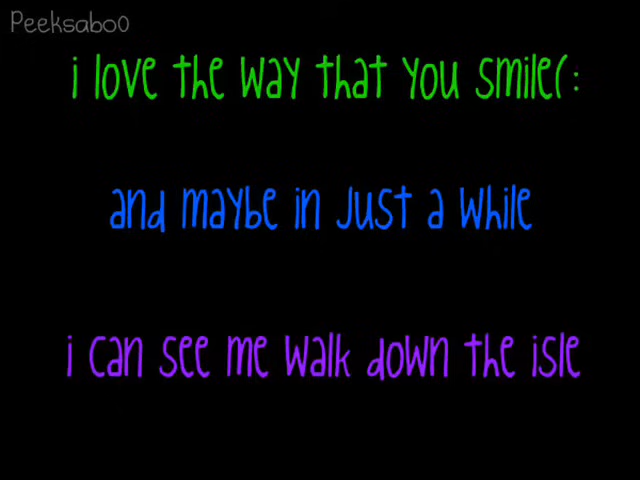 Peeksaboo
i love the way that you smile(:
and maybe in just a while
i can see me walk down the isle